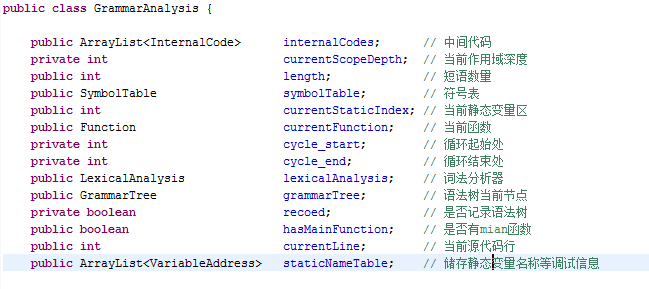 public class GrammarAnalysis {
public ArrayList<InternalCode> internalCodes; // 中间代码
private int currentScopeDepth; // 当前作用域深度
public int length; // 短语数量
public SymbolTable symbolTable; // 符号表
public int currentStaticIndex; // 当前静态变量区
public Function currentFunction; // 当前函数
private int cycle_start; // 循环起始处
private int cycle_end; // 循环结束处
public LexicalAnalysis lexicalAnalysis; // 词法分析器
public GrammarTree grammarTree; // 语法树当前节点
private boolean recoed; // 是否记录语法树
public boolean hasMainFunction; // 是否有mian函数
public int currentLine; // 当前源代码行
public ArrayList<VariableAddress> staticNameTable; // 储存静态变量名称等调试信息